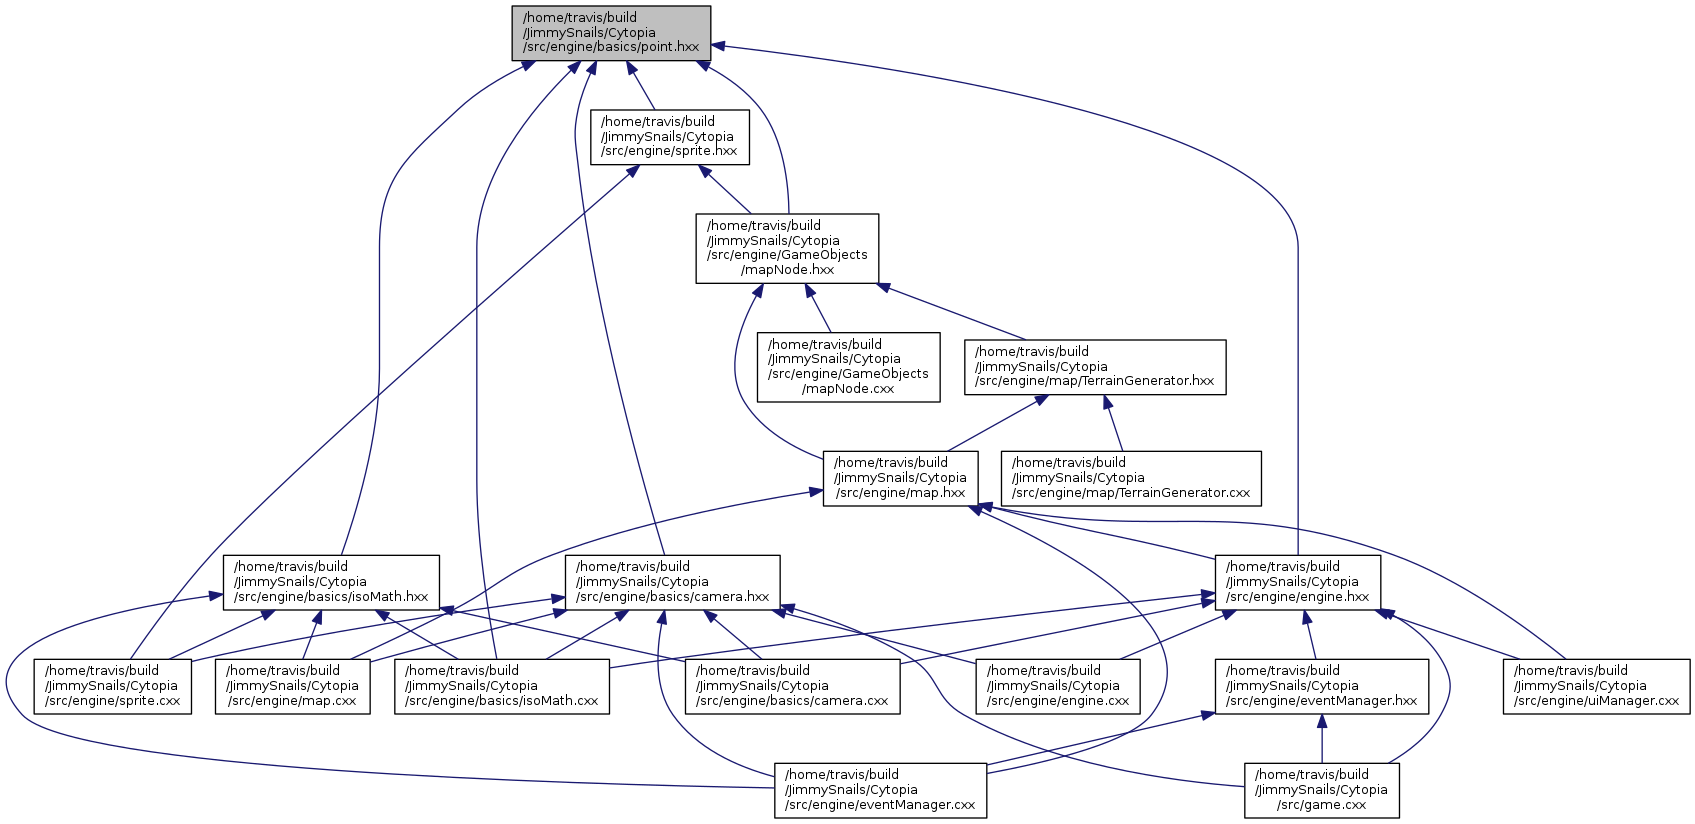 /home/travis/build
/JimmySnails/Cytopia
/src/engine/basics/point.hxx
/home/travis/build
/JimmySnails/Cytopia
/src/engine/sprite.hxx
/home/travis/build
/JimmySnails/Cytopia
/src/engine/GameObjects
/mapNode.hxx
/home/travis/build
/JimmySnails/Cytopia
/src/engine/GameObjects
/mapNode.cxx
/home/travis/build
/JimmySnails/Cytopia
/src/engine/map/TerrainGenerator.hxx
/home/travis/build
/JimmySnails/Cytopia
/src/engine/map.hxx
/home/travis/build
/JimmySnails/Cytopia
/src/engine/map/TerrainGenerator.cxx
/home/travis/build
/JimmySnails/Cytopia
/src/engine/basics/isoMath.hxx
/home/travis/build
/JimmySnails/Cytopia
/src/engine/basics/camera.hxx
/home/travis/build
/JimmySnails/Cytopia
/src/engine/engine.hxx
/home/travis/build
/JimmySnails/Cytopia
/src/engine/sprite.cxx
/home/travis/build
/JimmySnails/Cytopia
/src/engine/map.cxx
/home/travis/build
/JimmySnails/Cytopia
/src/engine/basics/isoMath.cxx
/home/travis/build
/JimmySnails/Cytopia
/src/engine/basics/camera.cxx
/home/travis/build
/JimmySnails/Cytopia
/src/engine/engine.cxx
/home/travis/build
/JimmySnails/Cytopia
/src/engine/eventManager.hxx
/home/travis/build
/JimmySnails/Cytopia
/src/engine/uiManager.cxx
/home/travis/build
/JimmySnails/Cytopia
/src/engine/eventManager.cxx
/home/travis/build
/JimmySnails/Cytopia
/src/game.cxx